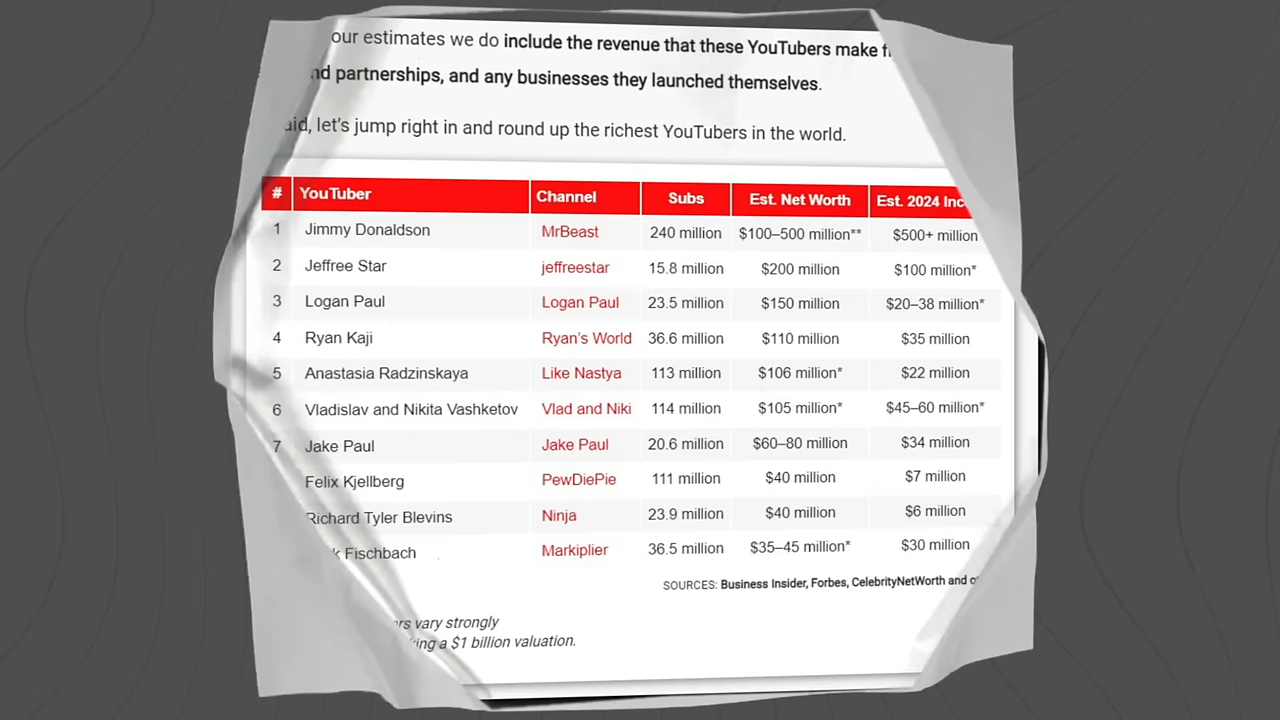 our estimates we do include the revenue that these YouTubers make
partnerships, and any businesses they launched themselves.
let's jump right in and round up the richest YouTubers in the world.
# YouTuber Channel Subs Est. Net Worth Est. 2024
1 Jimmy Donaldson MrBeast 240 million $100–500 million** $500+ million
2 Jeffree Star jeffreestar 15.8 million $200 million $100 million*
3 Logan Paul Logan Paul 23.5 million $150 million $20–38 million*
4 Ryan Kaji Ryan's World 36.6 million $110 million $35 million
5 Anastasia Radzinskaya Like Nastya 113 million $106 million* $22 million
6 Vladislav and Nikita Vashketov Vlad and Niki 114 million $105 million* $45–60 million*
7 Jake Paul Jake Paul 20.6 million $60–80 million $34 million
Felix Kjellberg PewDiePie 111 million $40 million $7 million
Richard Tyler Blevins Ninja 23.9 million $40 million $6 million
Fischbach Markiplier 36.5 million $35–45 million* $30 million
SOURCES: Business Insider, Forbes, CelebrityNetWorth and
vary strongly
a $1 billion valuation.